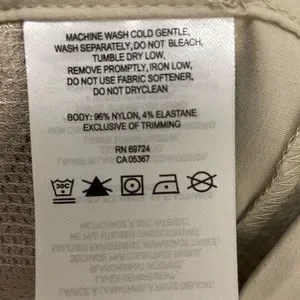 MACHINE WASH COLD GENTLE,
WASH SEPARATELY, DO NOT BLEACH,
TUMBLE DRY LOW,
REMOVE PROMPTLY, IRON LOW,
DO NOT USE FABRIC SOFTENER,
DO NOT DRYCLEAN
BODY: 96% NYLON, 4% ELASTANE
EXCLUSIVE OF TRIMMING
RN 69724
CA 05367
30C